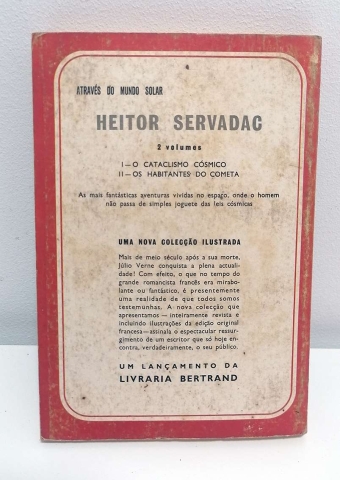 ATRAVÉS DO MUNDO SOLAR
HEITOR SERVADAC
2 volumes
I—O CATACLISMO CÓSMICO
II—OS HABITANTES DO COMETA
As mais fantásticas aventuras vividas no espaço, onde o homem
não passa de simples joguete das leis cósmicas
UMA NOVA COLECÇÃO ILUSTRADA
Mais de meio século após a sua morte,
Júlio Verne conquista a plena actuali-
dade! Com efeito, o que no tempo do
grande romancista francês era mirabo-
lante ou fantástico, é presentemente
uma realidade de que todos somos
testemunhas. A nova colecção que
apresentamos — inteiramente revista e
incluindo ilustrações da edição original
francesa—assinala o espectacular ressur-
gimento de um escritor que só hoje en-
contra, verdadeiramente, o seu público.
UM LANÇAMENTO DA
LIVRARIA BERTRAND